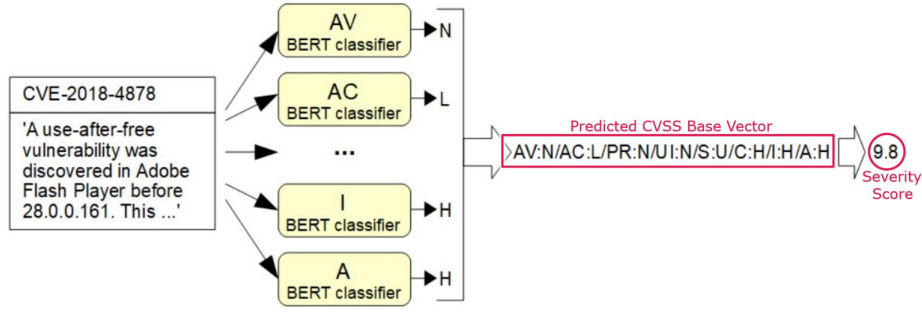 CVE-2018-4878
'A use-after-free
vulnerability was
discovered in Adobe
Flash Player before
28.0.0.161. This ...'
AV
BERT classifier
N
AC
BERT classifier
L
...
I
BERT classifier
H
A
BERT classifier
H
Predicted CVSS Base Vector
AV:N/AC:L/PR:N/UI:N/S:U/C:H/I:H/A:H
9.8
Severity
Score